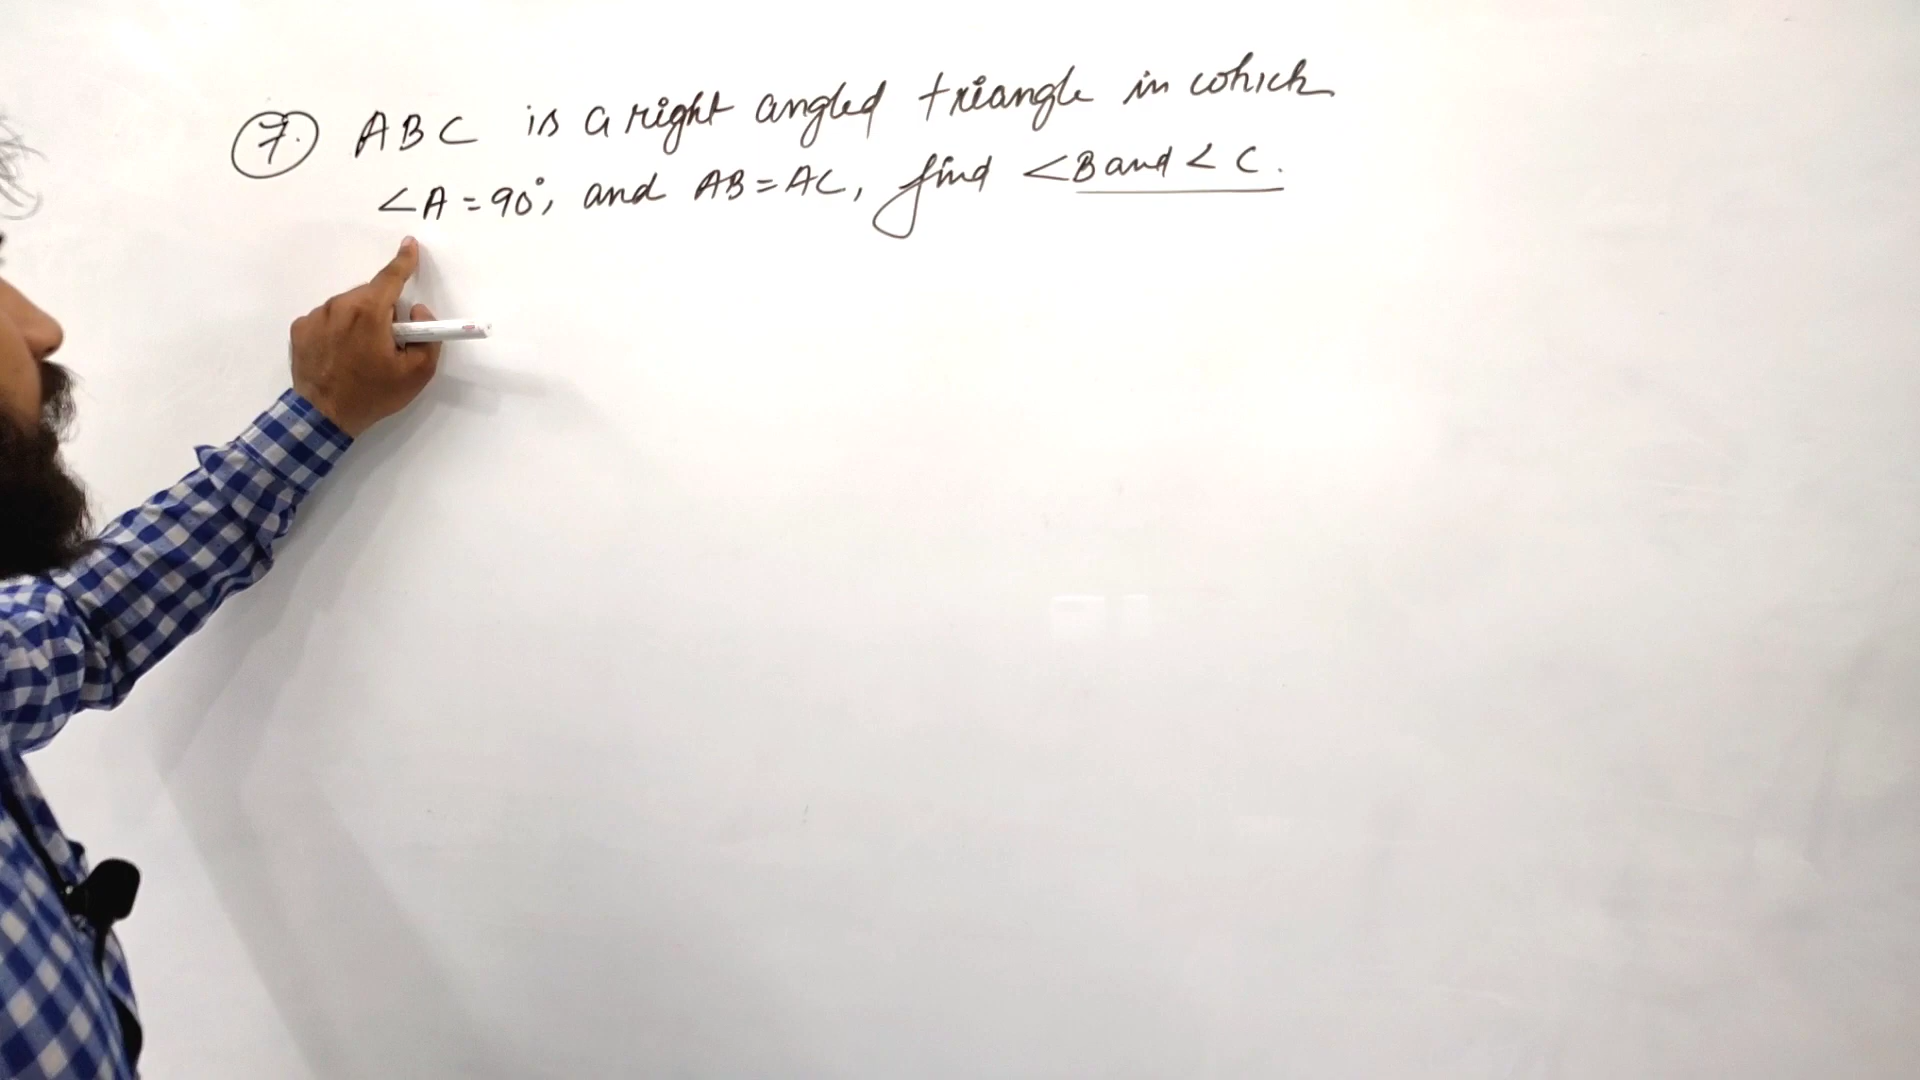 7. ABC is a right angled triangle in which
∠A = 90°, and AB = AC, find ∠B and ∠C.